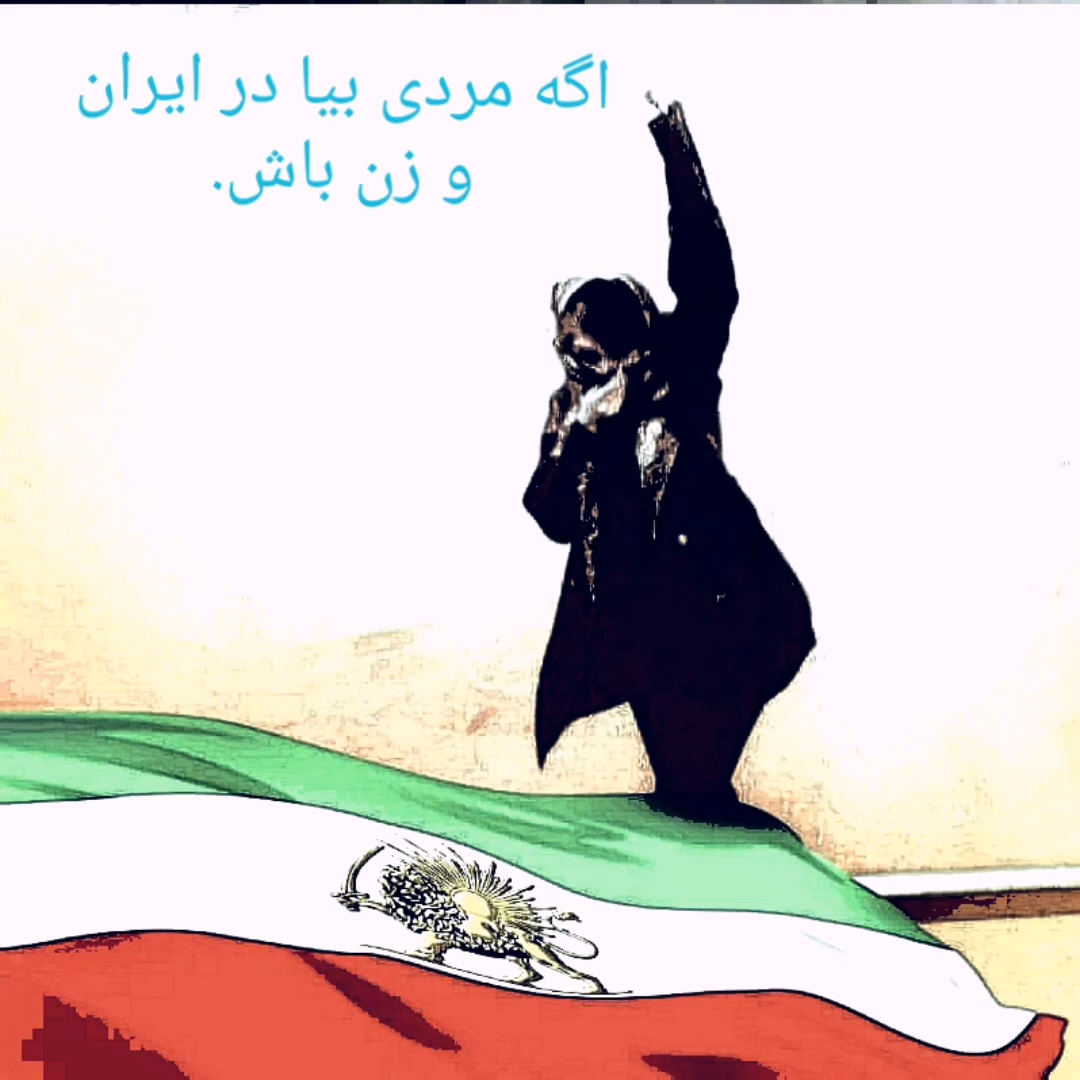 اگه مردی بیا در ایران
و زن باش.